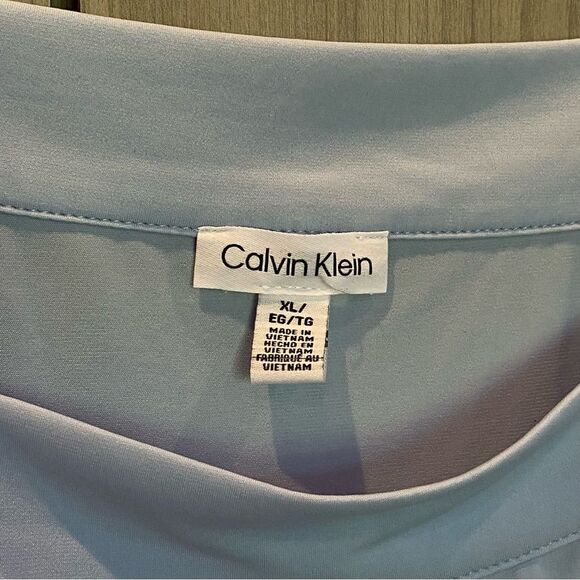 Calvin Klein
XL/
EG/TG
MADE IN
VIETNAM
HECHO EN
VIETNAM
FABRIQUÉ AU
VIETNAM